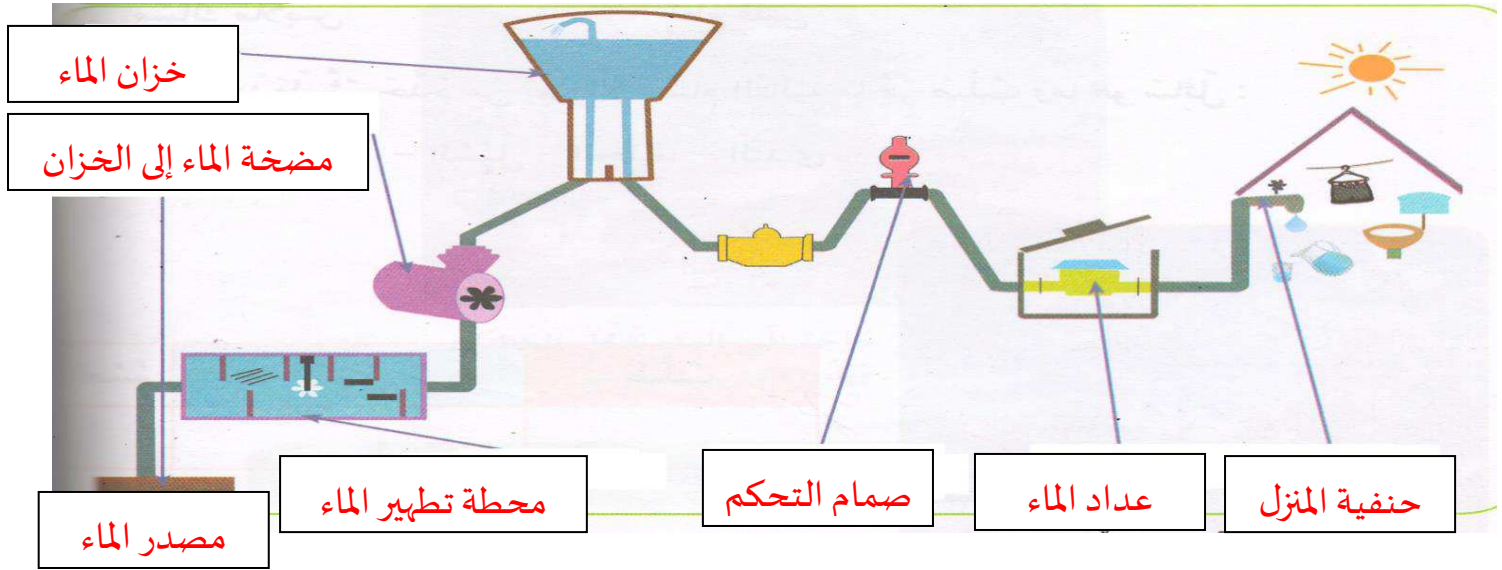 خزان الماء
مضخة الماء إلى الخزان
صمام التحكم
عداد الماء
حنفية المنزل
محطة تطهير الماء
مصدر الماء